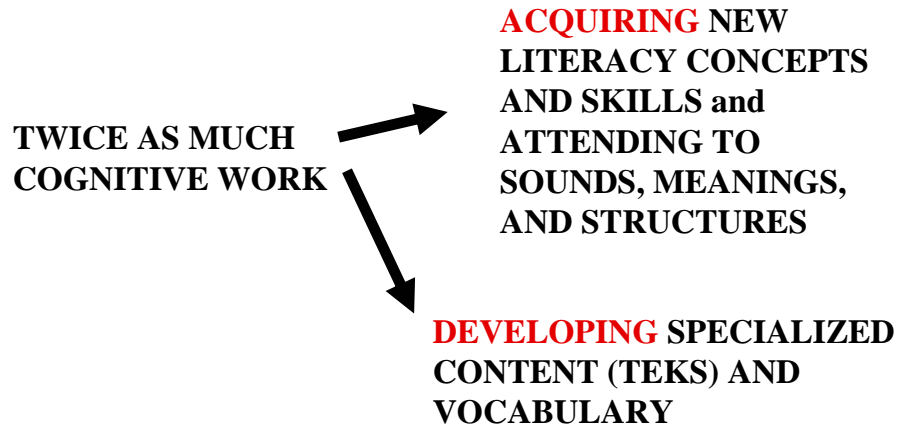 TWICE AS MUCH
COGNITIVE WORK
ACQUIRING NEW
LITERACY CONCEPTS
AND SKILLS and
ATTENDING TO
SOUNDS, MEANINGS,
AND STRUCTURES
DEVELOPING SPECIALIZED
CONTENT (TEKS) AND
VOCABULARY